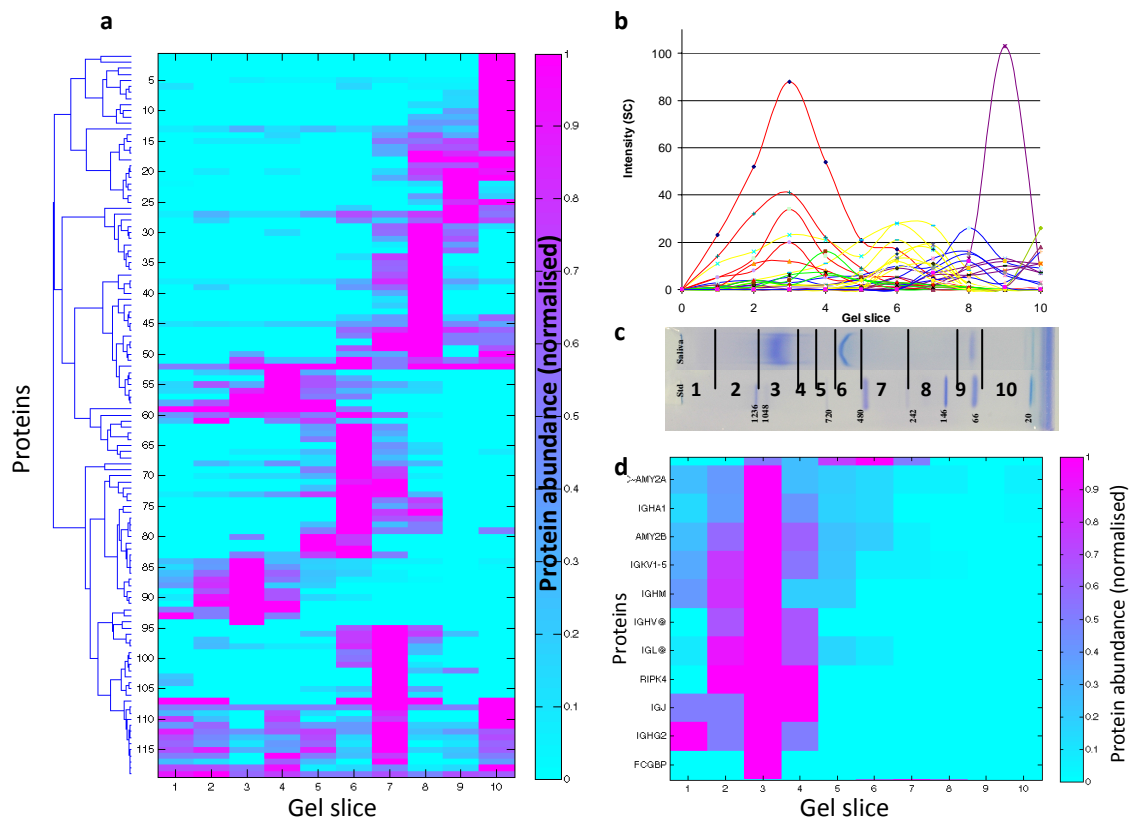 a
Proteins
5
10
15
20
25
30
35
40
45
50
55
60
65
70
75
80
85
90
95
100
105
110
115
1 2 3 4 5 6 7 8 9 10
Gel slice
Protein abundance (normalised)
1
0.9
0.8
0.7
0.6
0.5
0.4
0.3
0.2
0.1
0
b
Intensity (SC)
100
80
60
40
20
0
0 2 4 6 8 10
Gel slice
c
Saliva
Std
1 2 3 4 5 6 7 8 9 10
1236 1048 720 480 242 146 66 20
d
Proteins
AMY2A
IGHA1
AMY2B
IGKV1-5
IGHM
IGHV@
IGL@
RIPK4
IGJ
IGHG2
FCGBP
1 2 3 4 5 6 7 8 9 10
Gel slice
1
0.9
0.8
0.7
0.6
0.5
0.4
0.3
0.2
0.1
0
Protein abundance (normalised)